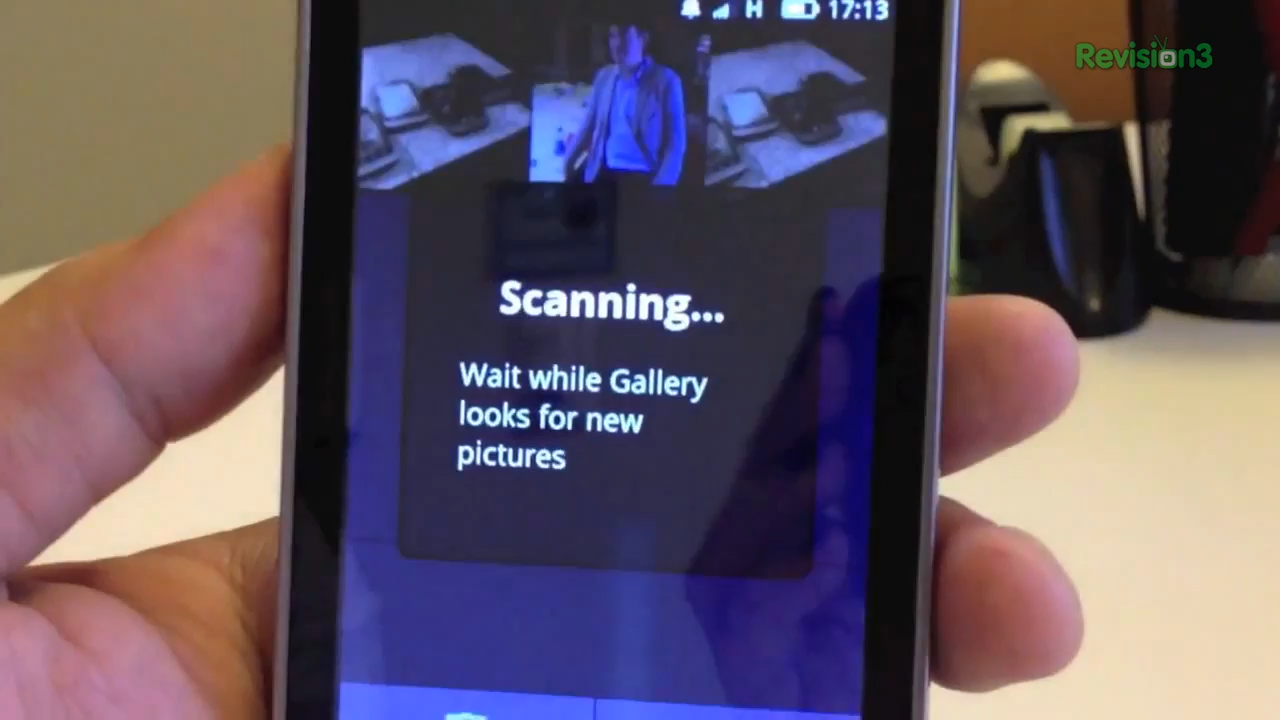 H 17:13
Revision3
Scanning...
Wait while Gallery
looks for new
pictures